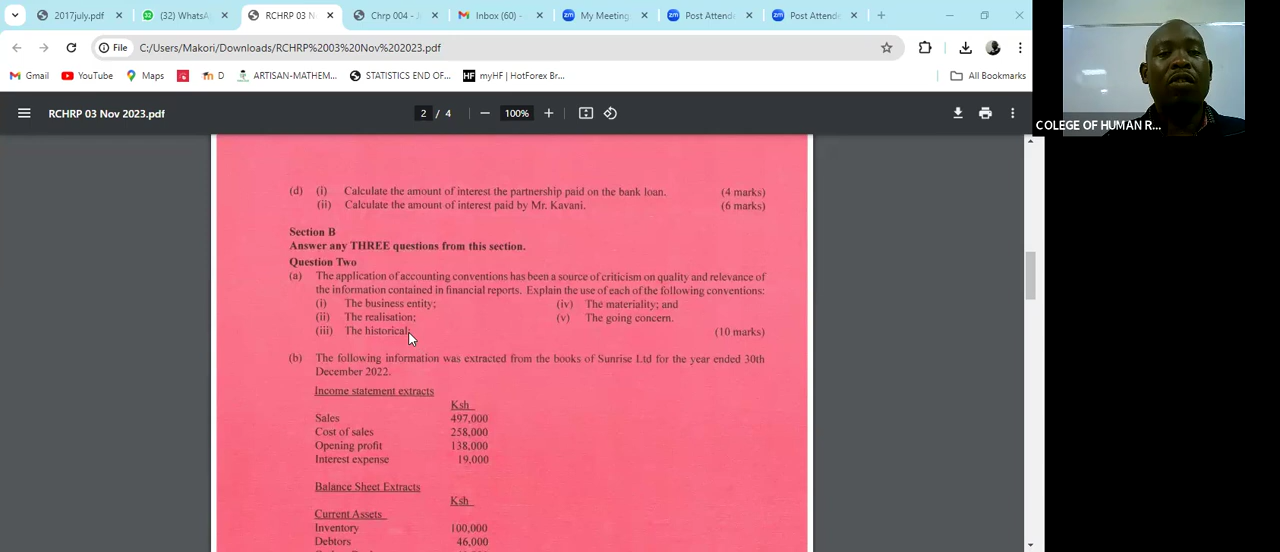 2017july.pdf
(32) WhatsA
RCHRP 03 N
Chrp 004 - J
Inbox (60) -
My Meeting
Post Attend
Post Attend
File
C:/Users/Makori/Downloads/RCHRP%2003%20Nov%202023.pdf
Gmail
YouTube
Maps
D
ARTISAN-MATHEM...
STATISTICS END OF...
myHF | HotForex Br...
All Bookmarks
RCHRP 03 Nov 2023.pdf
2 / 4
100%
COLEGE OF HUMAN R...
(d) (i) Calculate the amount of interest the partnership paid on the bank loan. (4 marks)
(ii) Calculate the amount of interest paid by Mr. Kavani. (6 marks)
Section B
Answer any THREE questions from this section.
Question Two
(a) The application of accounting conventions has been a source of criticism on quality and relevance of
the information contained in financial reports. Explain the use of each of the following conventions:
(i) The business entity; (iv) The materiality; and
(ii) The realisation; (v) The going concern.
(iii) The historical; (10 marks)
(b) The following information was extracted from the books of Sunrise Ltd for the year ended 30th
December 2022.
Income statement extracts
Ksh
Sales 497,000
Cost of sales 258,000
Opening profit 138,000
Interest expense 19,000
Balance Sheet Extracts
Ksh
Current Assets
Inventory 100,000
Debtors 46,000